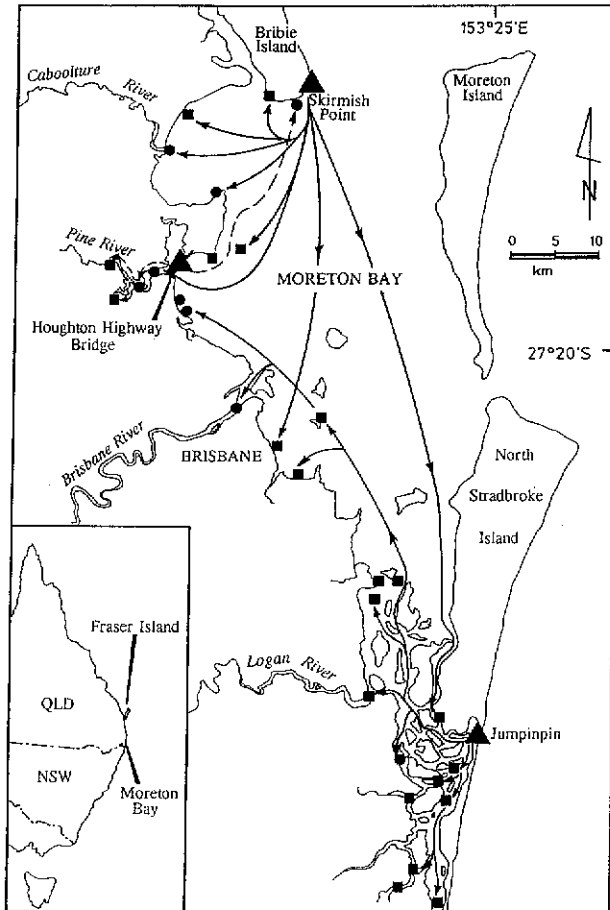 153°25'E
Bribie
Island
Caboolture
River
Skirmish
Point
Moreton
Island
N
0 5 10
km
Pine River
MORETON BAY
Houghton Highway
Bridge
27°20'S
Brisbane River
BRISBANE
North
Stradbroke
Island
Fraser Island
Logan River
QLD
Jumpinpin
NSW
Moreton
Bay